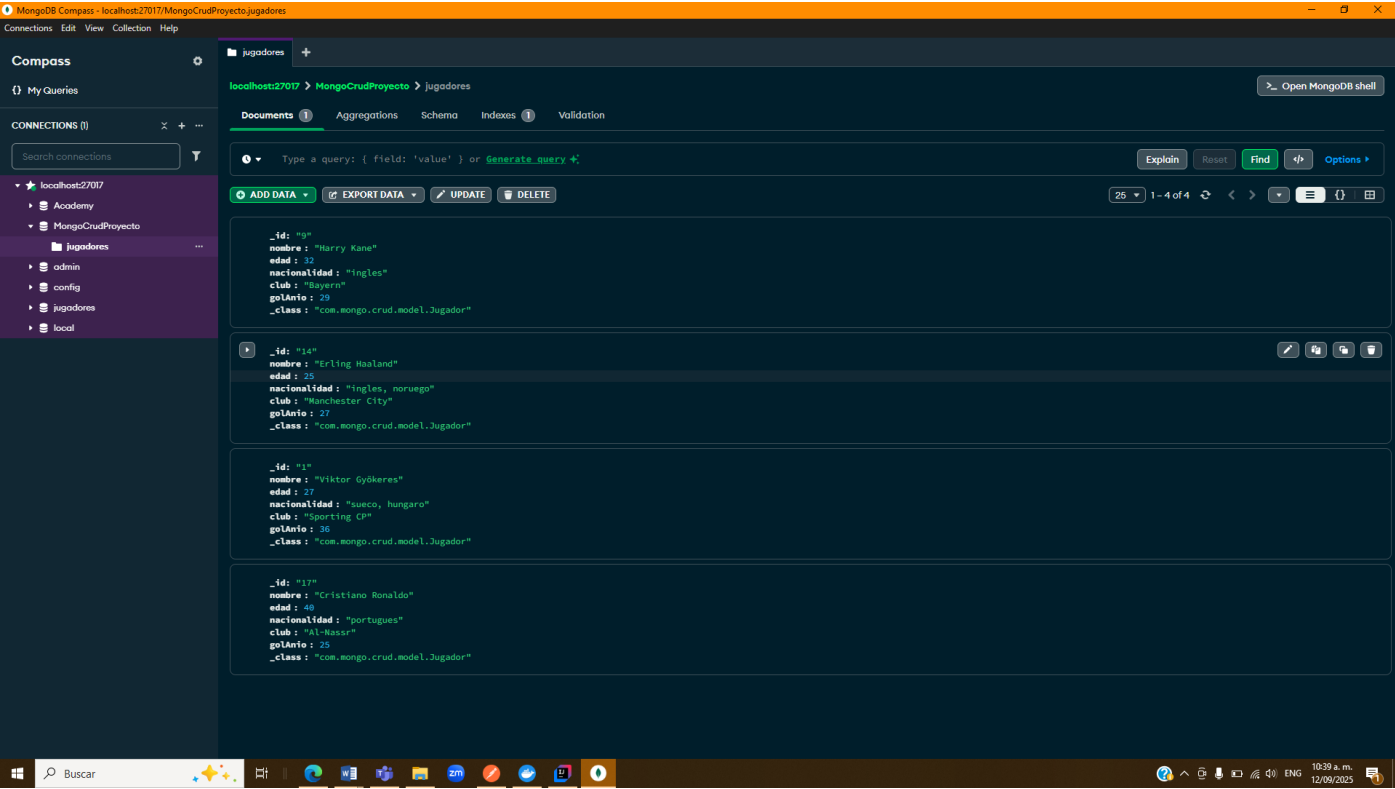 MongoDB Compass - localhost:27017/MongoCrudProyecto.jugadores
Connections Edit View Collection Help
Compass
{} My Queries
CONNECTIONS (1)
Search connections
localhost:27017
Academy
MongoCrudProyecto
jugadores
admin
config
jugadores
local
jugadores
localhost:27017 > MongoCrudProyecto > jugadores
>_ Open MongoDB shell
Documents 1 Aggregations Schema Indexes 1 Validation
Type a query: { field: 'value' } or Generate query
Explain Reset Find </> Options
ADD DATA EXPORT DATA UPDATE DELETE
25 1 – 4 of 4
_id: "9"
nombre : "Harry Kane"
edad : 32
nacionalidad : "ingles"
club : "Bayern"
golAnio : 29
_class : "com.mongo.crud.model.Jugador"
_id: "14"
nombre : "Erling Haaland"
edad : 25
nacionalidad : "ingles, noruego"
club : "Manchester City"
golAnio : 27
_class : "com.mongo.crud.model.Jugador"
_id: "1"
nombre : "Viktor Gyökeres"
edad : 27
nacionalidad : "sueco, hungaro"
club : "Sporting CP"
golAnio : 36
_class : "com.mongo.crud.model.Jugador"
_id: "17"
nombre : "Cristiano Ronaldo"
edad : 40
nacionalidad : "portugues"
club : "Al-Nassr"
golAnio : 25
_class : "com.mongo.crud.model.Jugador"
Buscar
zm
ENG
10:39 a. m.
12/09/2025